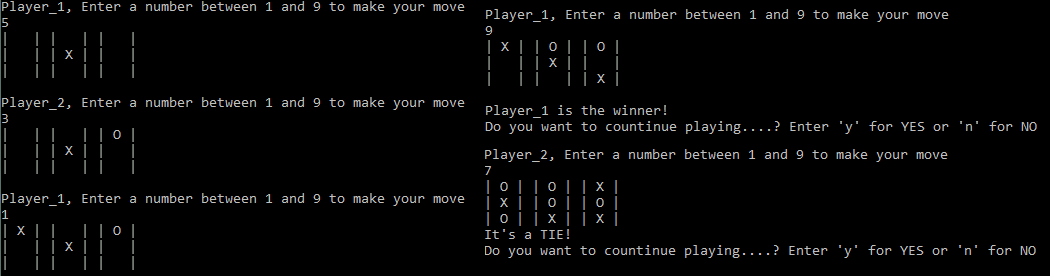 Player_1, Enter a number between 1 and 9 to make your move
5
|   | |   | |   |
|   | | X | |   |
|   | |   | |   |
Player_2, Enter a number between 1 and 9 to make your move
3
|   | |   | | O |
|   | | X | |   |
|   | |   | |   |
Player_1, Enter a number between 1 and 9 to make your move
1
| X | |   | | O |
|   | | X | |   |
|   | |   | |   |
Player_1, Enter a number between 1 and 9 to make your move
9
| X | | O | | O |
|   | | X | |   |
|   | |   | | X |
Player_1 is the winner!
Do you want to countinue playing....? Enter 'y' for YES or 'n' for NO
Player_2, Enter a number between 1 and 9 to make your move
7
| O | | O | | X |
| X | | O | | O |
| O | | X | | X |
It's a TIE!
Do you want to countinue playing....? Enter 'y' for YES or 'n' for NO